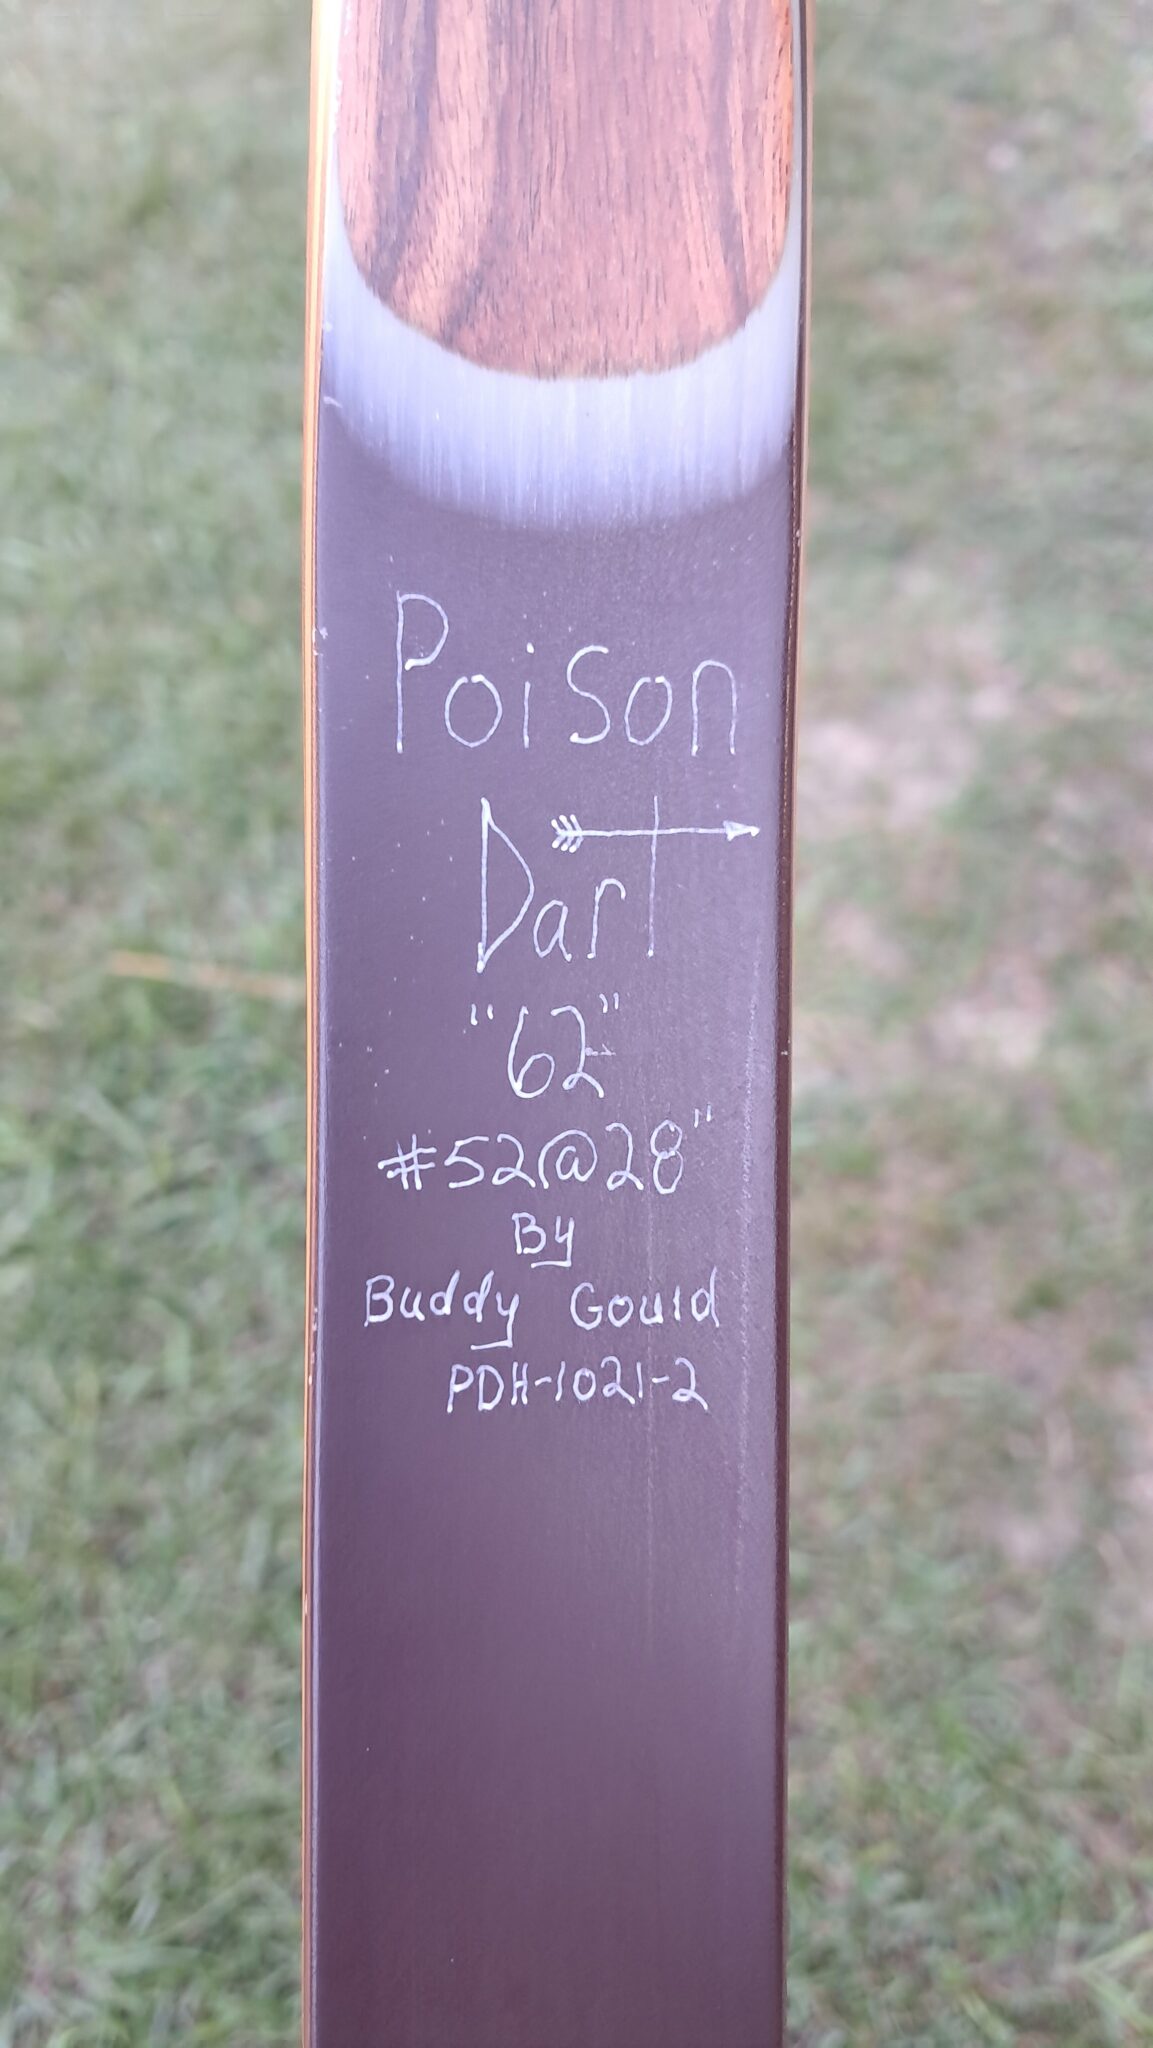 Poison
Dart
"62"
#52@28"
By
Buddy Gould
PDH-1021-2